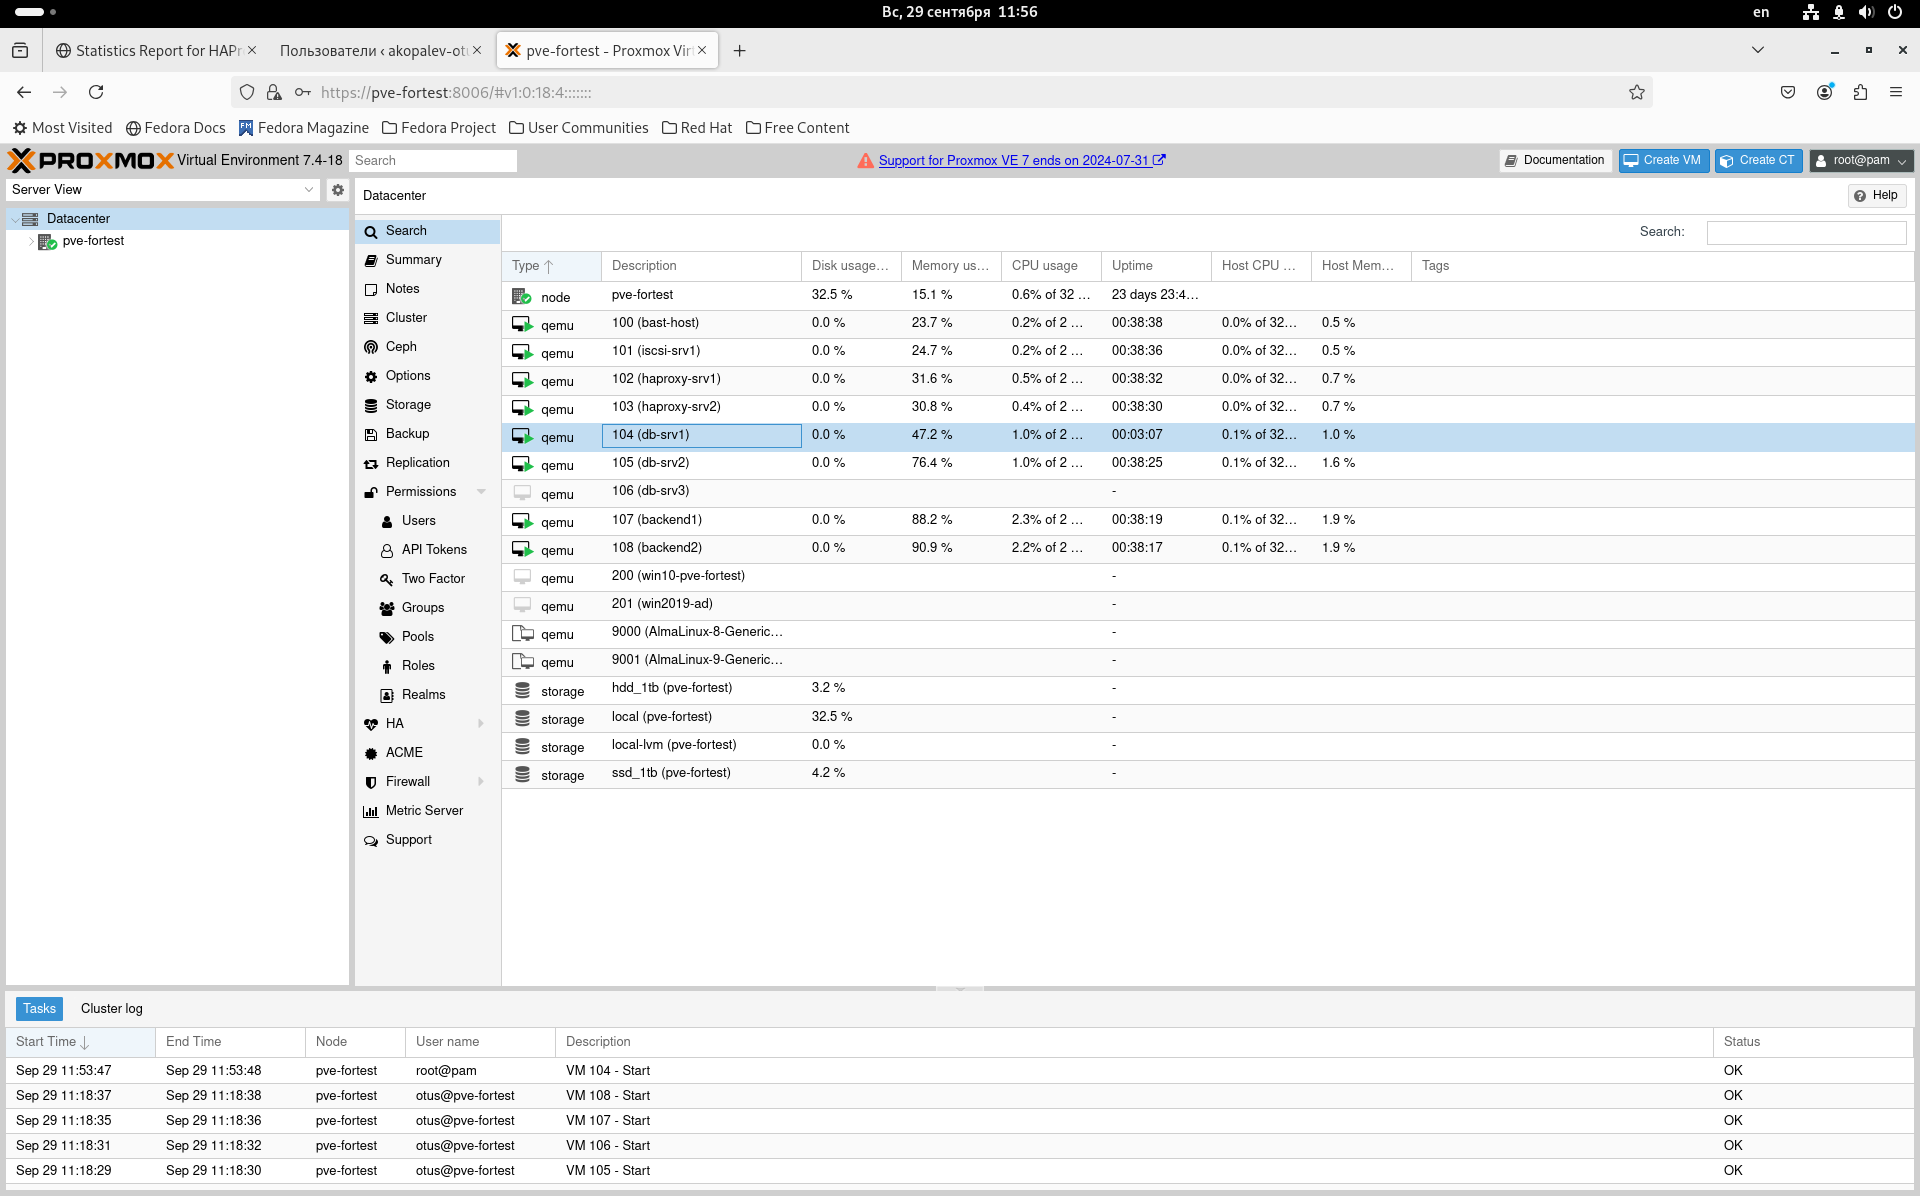 Вс, 29 сентября 11:56
en
Statistics Report for HAPr
Пользователи ‹ akopalev-otu
pve-fortest - Proxmox Virt
https://pve-fortest:8006/#v1:0:18:4:::::::
Most Visited Fedora Docs Fedora Magazine Fedora Project User Communities Red Hat Free Content
PROXMOX Virtual Environment 7.4-18 Search Support for Proxmox VE 7 ends on 2024-07-31 Documentation Create VM Create CT root@pam
Server View
Datacenter
pve-fortest
Datacenter Help
Search
Summary
Notes
Cluster
Ceph
Options
Storage
Backup
Replication
Permissions
Users
API Tokens
Two Factor
Groups
Pools
Roles
Realms
HA
ACME
Firewall
Metric Server
Support
Search:
Type Description Disk usage... Memory us... CPU usage Uptime Host CPU ... Host Mem... Tags
node pve-fortest 32.5 % 15.1 % 0.6% of 32 ... 23 days 23:4...
qemu 100 (bast-host) 0.0 % 23.7 % 0.2% of 2 ... 00:38:38 0.0% of 32... 0.5 %
qemu 101 (iscsi-srv1) 0.0 % 24.7 % 0.2% of 2 ... 00:38:36 0.0% of 32... 0.5 %
qemu 102 (haproxy-srv1) 0.0 % 31.6 % 0.5% of 2 ... 00:38:32 0.0% of 32... 0.7 %
qemu 103 (haproxy-srv2) 0.0 % 30.8 % 0.4% of 2 ... 00:38:30 0.0% of 32... 0.7 %
qemu 104 (db-srv1) 0.0 % 47.2 % 1.0% of 2 ... 00:03:07 0.1% of 32... 1.0 %
qemu 105 (db-srv2) 0.0 % 76.4 % 1.0% of 2 ... 00:38:25 0.1% of 32... 1.6 %
qemu 106 (db-srv3) -
qemu 107 (backend1) 0.0 % 88.2 % 2.3% of 2 ... 00:38:19 0.1% of 32... 1.9 %
qemu 108 (backend2) 0.0 % 90.9 % 2.2% of 2 ... 00:38:17 0.1% of 32... 1.9 %
qemu 200 (win10-pve-fortest) -
qemu 201 (win2019-ad) -
qemu 9000 (AlmaLinux-8-Generic... -
qemu 9001 (AlmaLinux-9-Generic... -
storage hdd_1tb (pve-fortest) 3.2 % -
storage local (pve-fortest) 32.5 % -
storage local-lvm (pve-fortest) 0.0 % -
storage ssd_1tb (pve-fortest) 4.2 % -
Tasks Cluster log
Start Time End Time Node User name Description Status
Sep 29 11:53:47 Sep 29 11:53:48 pve-fortest root@pam VM 104 - Start OK
Sep 29 11:18:37 Sep 29 11:18:38 pve-fortest otus@pve-fortest VM 108 - Start OK
Sep 29 11:18:35 Sep 29 11:18:36 pve-fortest otus@pve-fortest VM 107 - Start OK
Sep 29 11:18:31 Sep 29 11:18:32 pve-fortest otus@pve-fortest VM 106 - Start OK
Sep 29 11:18:29 Sep 29 11:18:30 pve-fortest otus@pve-fortest VM 105 - Start OK